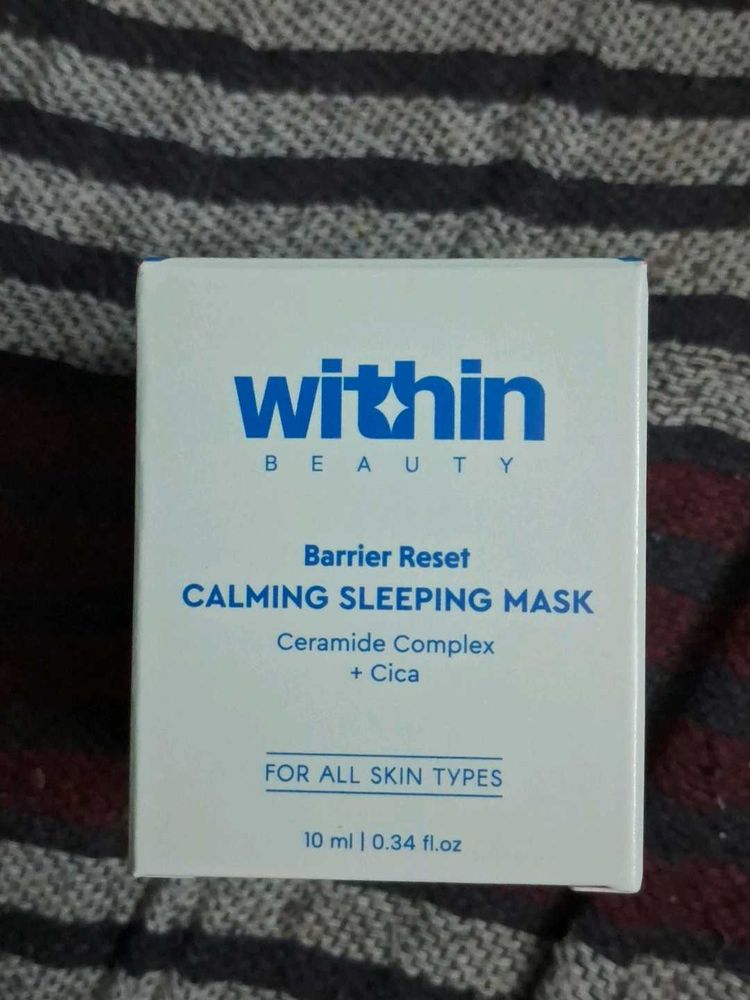 within
BEAUTY
Barrier Reset
CALMING SLEEPING MASK
Ceramide Complex
+ Cica
FOR ALL SKIN TYPES
10 ml | 0.34 fl.oz